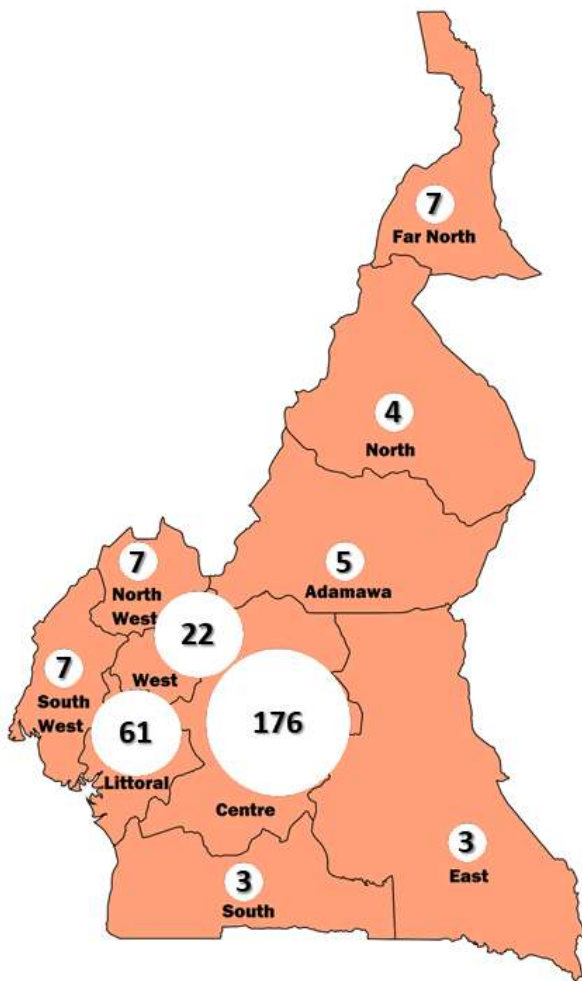 7
Far North
4
North
5
Adamawa
7
North
West
22
West
7
South
West
61
Littoral
176
Centre
3
East
3
South